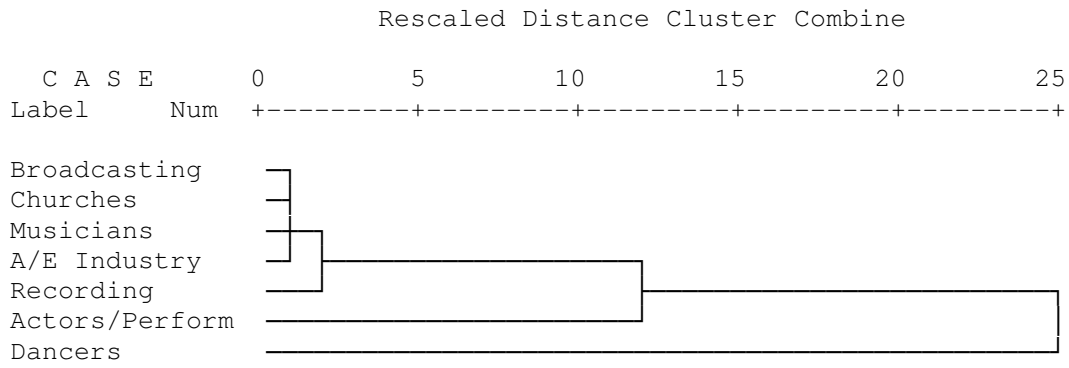 Rescaled Distance Cluster Combine
C A S E 0 5 10 15 20 25
Label Num +---------+---------+---------+---------+---------+
Broadcasting
Churches
Musicians
A/E Industry
Recording
Actors/Perform
Dancers